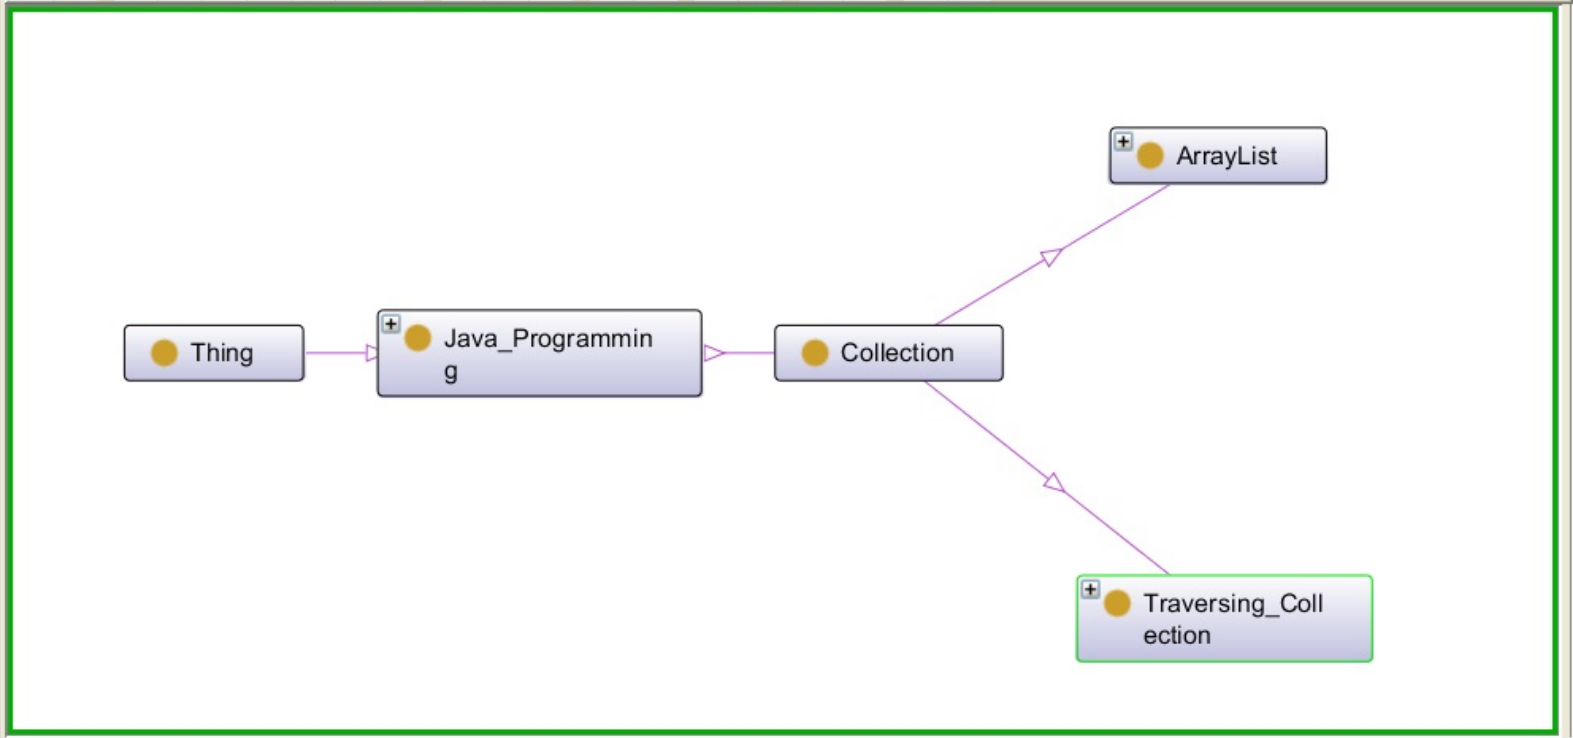 ArrayList
Thing
Java_Programmin
g
Collection
Traversing_Coll
ection